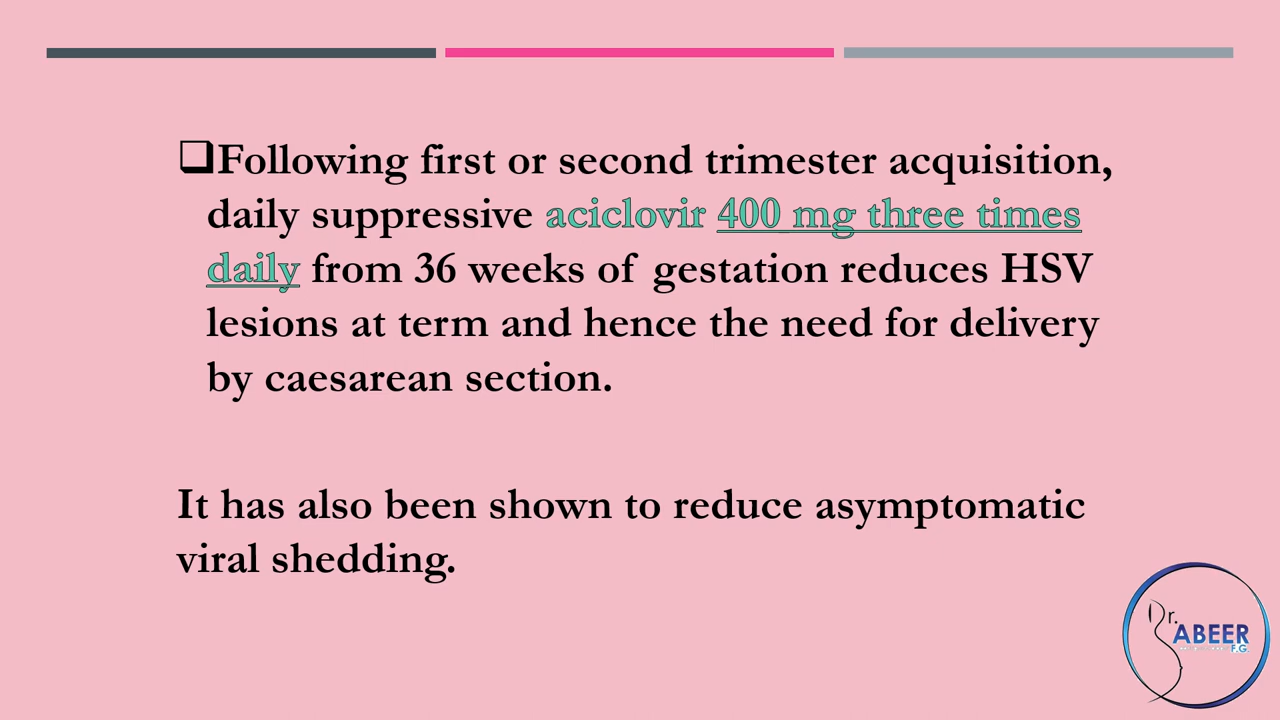 ❑Following first or second trimester acquisition,
daily suppressive aciclovir 400 mg three times
daily from 36 weeks of gestation reduces HSV
lesions at term and hence the need for delivery
by caesarean section.
It has also been shown to reduce asymptomatic
viral shedding.
Dr.
ABEER
F.G.